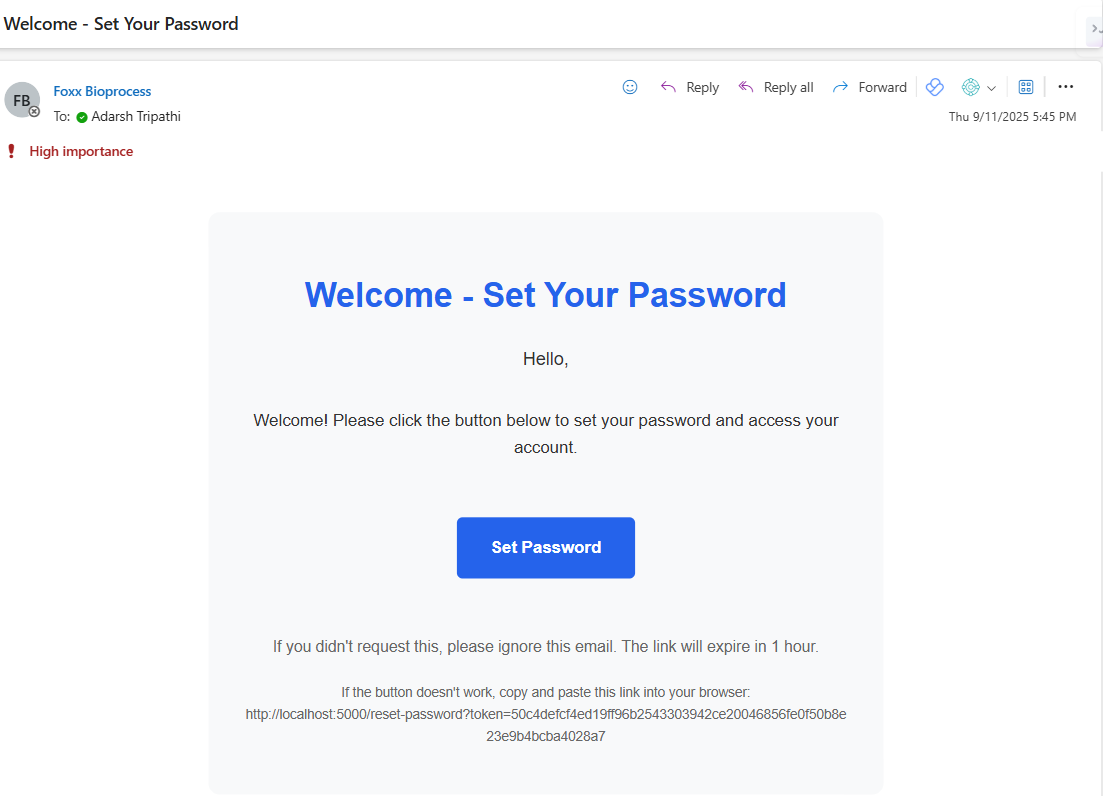 Welcome - Set Your Password
FB
Foxx Bioprocess
Reply
Reply all
Forward
To: Adarsh Tripathi
Thu 9/11/2025 5:45 PM
High importance
Welcome - Set Your Password
Hello,
Welcome! Please click the button below to set your password and access your
account.
Set Password
If you didn't request this, please ignore this email. The link will expire in 1 hour.
If the button doesn't work, copy and paste this link into your browser:
http://localhost:5000/reset-password?token=50c4defcf4ed19ff96b2543303942ce20046856fe0f50b8e
23e9b4bcba4028a7